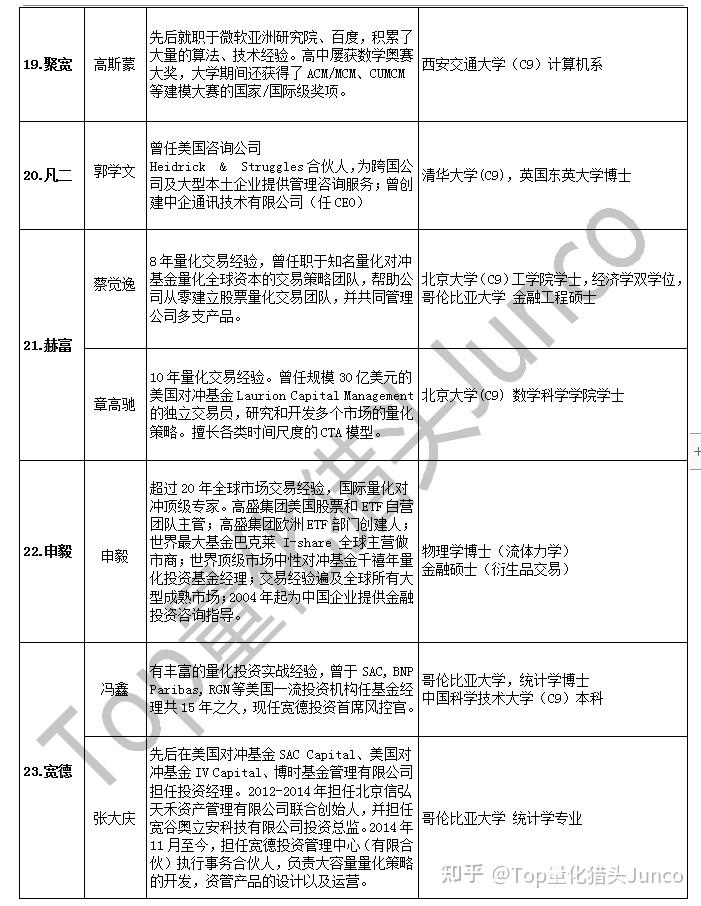 19.聚宽
高斯蒙
先后就职于微软亚洲研究院、百度，积累了
大量的算法、技术经验。高中屡获数学奥赛
大奖，大学期间还获得了 ACM/MCM、CUMCM
等建模大赛的国家/国际级奖项。
西安交通大学（C9）计算机系
20.凡二
郭学文
曾任美国咨询公司
Heidrick & Struggles 合伙人,为跨国公
司及大型本土企业提供管理咨询服务；曾创
建中企通讯技术有限公司（任 CEO）
清华大学(C9)，英国东英大学博士
21.赫富
蔡觉逸
8 年量化交易经验，曾任职于知名量化对冲
基金量化全球资本的交易策略团队，帮助公
司从零建立股票量化交易团队，并共同管理
公司多支产品。
北京大学(C9)工学院学士，经济学双学位，
哥伦比亚大学 金融工程硕士
章高驰
10 年量化交易经验。曾任规模 30 亿美元的
美国对冲基金 Laurion Capital Management
的独立交易员，研究和开发多个市场的量化
策略。擅长各类时间尺度的 CTA 模型。
北京大学(C9) 数学科学学院学士
22.申毅
申毅
超过 20 年全球市场交易经验，国际量化对
冲顶级专家。高盛集团美国股票和 ETF 自营
团队主管；高盛集团欧洲 ETF 部门创建人；
世界最大基金巴克莱 I-share 全球主营做
市商；世界顶级市场中性对冲基金千禧年量
化投资基金经理；交易经验遍及全球所有大
型成熟市场；2004 年起为中国企业提供金融
投资咨询指导。
物理学博士（流体力学）
金融硕士（衍生品交易）
23.宽德
冯鑫
有丰富的量化投资实战经验，曾于 SAC, BNP
Paribas, RGN 等美国一流投资机构任基金经
理共 15 年之久，现任宽德投资首席风控官。
哥伦比亚大学，统计学博士
中国科学技术大学（C9）本科
张大庆
先后在美国对冲基金 SAC Capital、美国对
冲基金 IV Capital、博时基金管理有限公司
担任投资经理。2012-2014 年担任北京信弘
天禾资产管理有限公司联合创始人，并担任
宽谷奥立安科技有限公司投资总监。2014 年
11 月至今，担任宽德投资管理中心（有限合
伙）执行事务合伙人，负责大容量量化策略
的开发，资管产品的设计以及运营。
哥伦比亚大学 统计学专业
Top量化猎头Junco
知乎 @Top量化猎头Junco